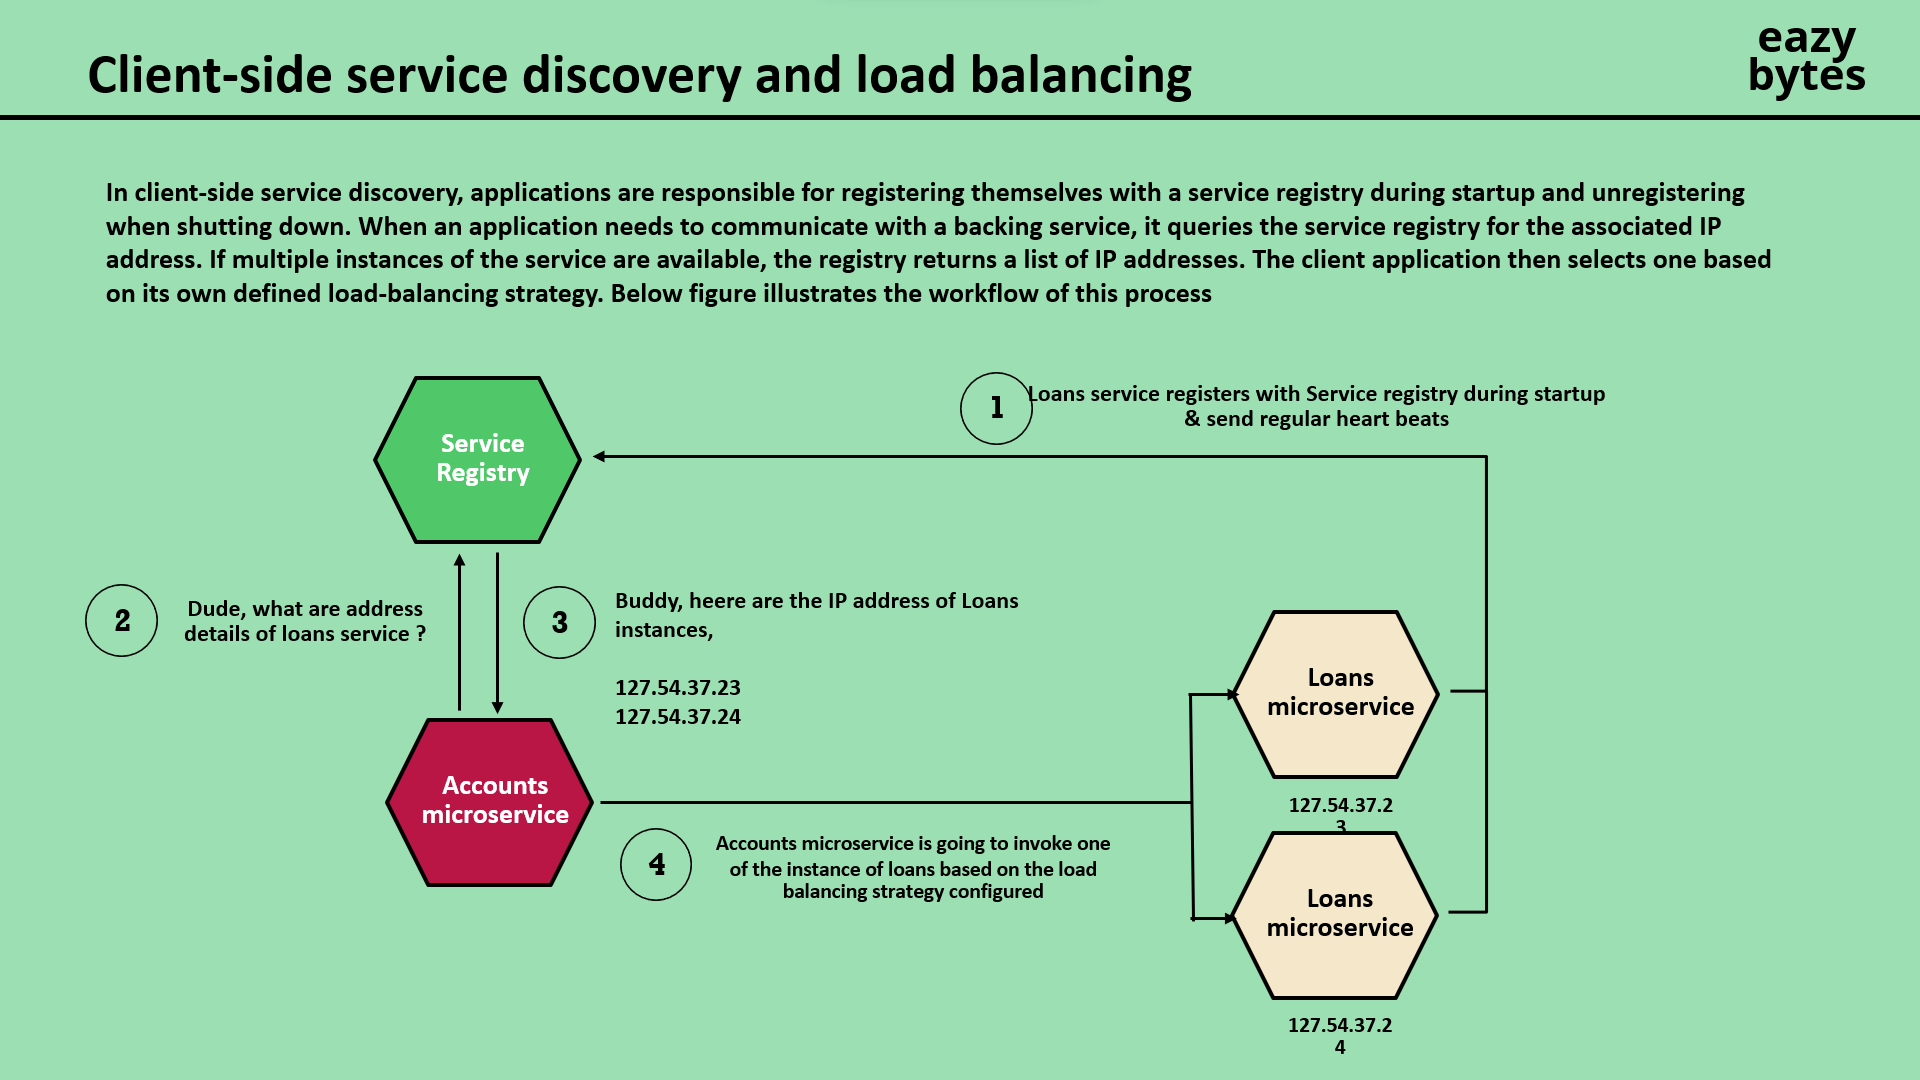 Client-side service discovery and load balancing
eazy
bytes
In client-side service discovery, applications are responsible for registering themselves with a service registry during startup and unregistering
when shutting down. When an application needs to communicate with a backing service, it queries the service registry for the associated IP
address. If multiple instances of the service are available, the registry returns a list of IP addresses. The client application then selects one based
on its own defined load-balancing strategy. Below figure illustrates the workflow of this process
1
Loans service registers with Service registry during startup
& send regular heart beats
Service
Registry
2
Dude, what are address
details of loans service ?
3
Buddy, heere are the IP address of Loans
instances,
127.54.37.23
127.54.37.24
Accounts
microservice
4
Accounts microservice is going to invoke one
of the instance of loans based on the load
balancing strategy configured
Loans
microservice
127.54.37.2
3
Loans
microservice
127.54.37.2
4